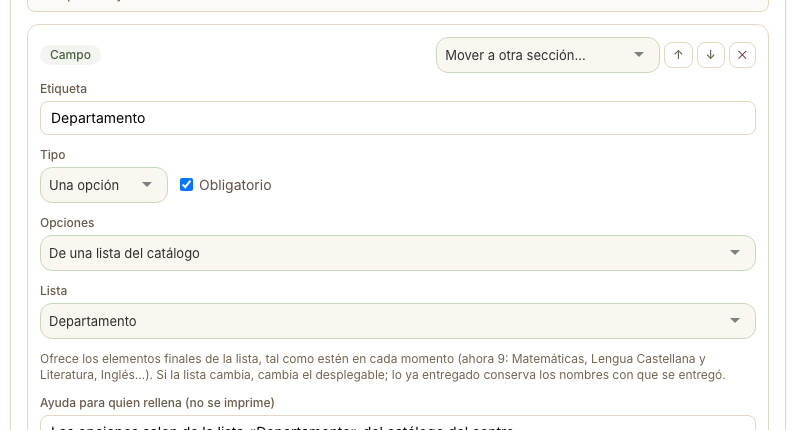 Campo
Mover a otra sección...
↑
↓
×
Etiqueta
Departamento
Tipo
Una opción
Obligatorio
Opciones
De una lista del catálogo
Lista
Departamento
Ofrece los elementos finales de la lista, tal como estén en cada momento (ahora 9: Matemáticas, Lengua Castellana y
Literatura, Inglés...). Si la lista cambia, cambia el desplegable; lo ya entregado conserva los nombres con que se entregó.
Ayuda para quien rellena (no se imprime)